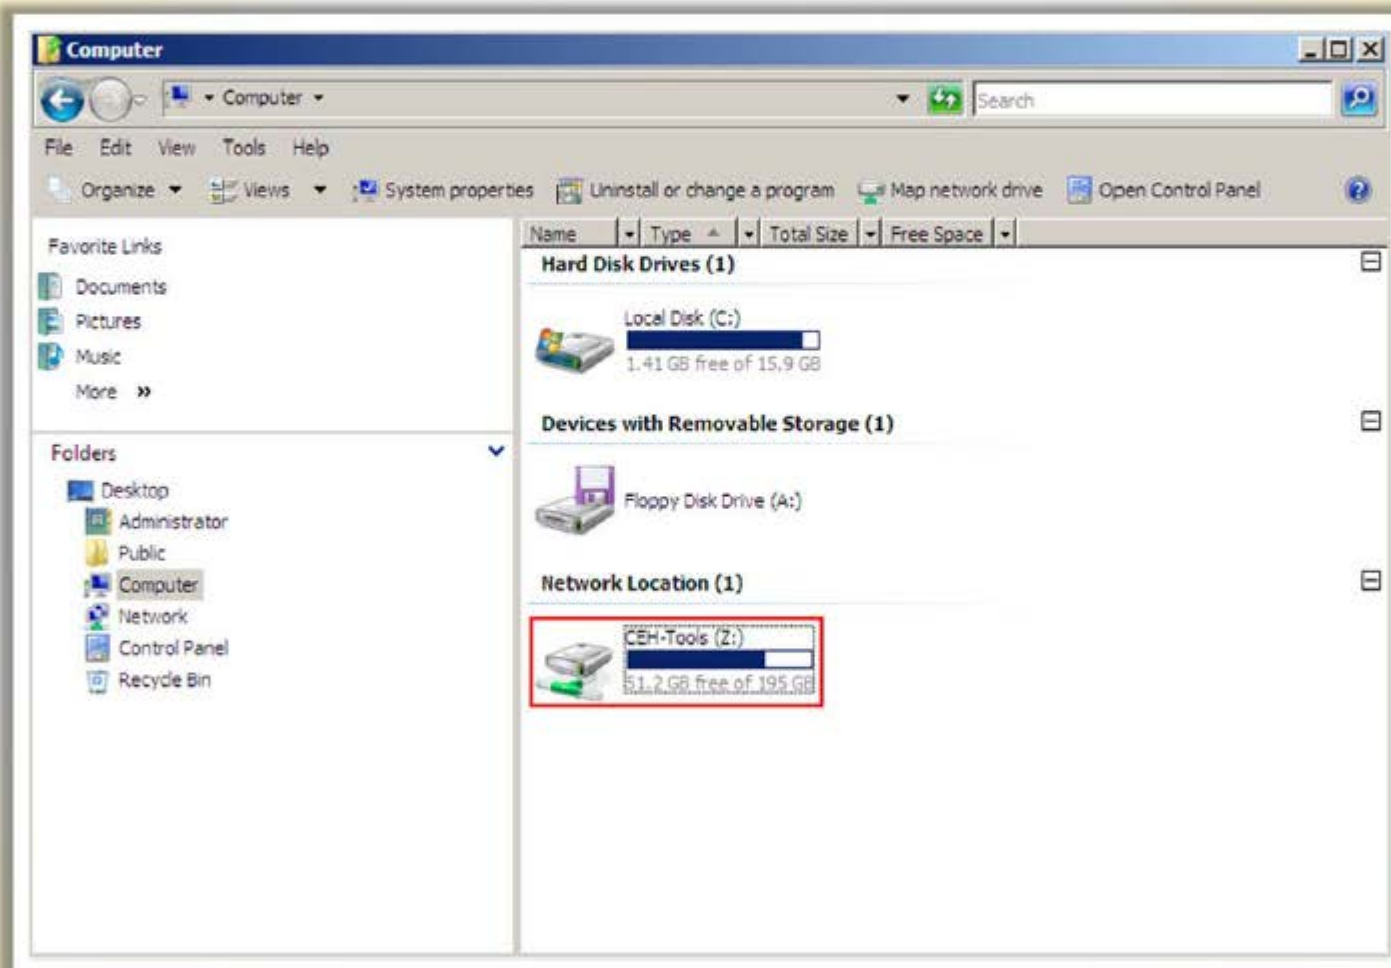 Computer
Computer
Search
File Edit View Tools Help
Organize Views System properties Uninstall or change a program Map network drive Open Control Panel
Favorite Links
Documents
Pictures
Music
More »
Folders
Desktop
Administrator
Public
Computer
Network
Control Panel
Recycle Bin
Name Type Total Size Free Space
Hard Disk Drives (1)
Local Disk (C:)
1.41 GB free of 15.9 GB
Devices with Removable Storage (1)
Floppy Disk Drive (A:)
Network Location (1)
CEH-Tools (Z:)
51.2 GB free of 195 GB